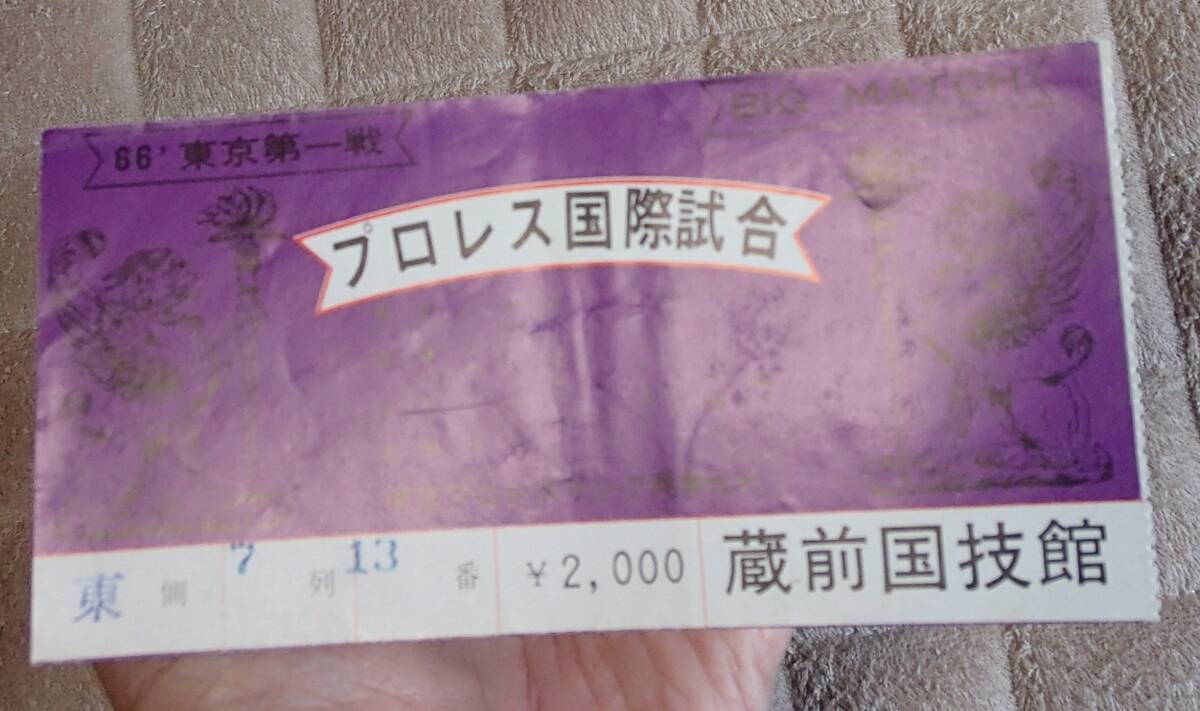 66' 東京第一戦
BIG MATCH
プロレス国際試合
東 側 7 列 13 番 ¥2,000 蔵前国技館